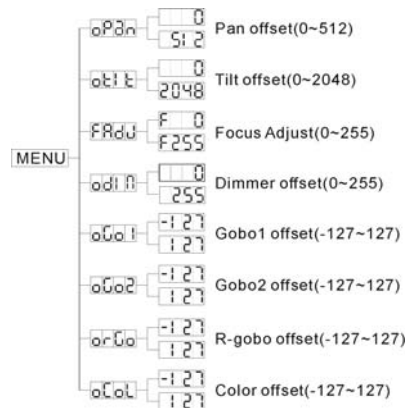 MENU
oPan 0 512 Pan offset(0~512)
otIt 0 2048 Tilt offset(0~2048)
FAdJ F 0 F255 Focus Adjust(0~255)
odIM 0 255 Dimmer offset(0~255)
oGo1 -127 127 Gobo1 offset(-127~127)
oGo2 -127 127 Gobo2 offset(-127~127)
orGo -127 127 R-gobo offset(-127~127)
oCoL -127 127 Color offset(-127~127)